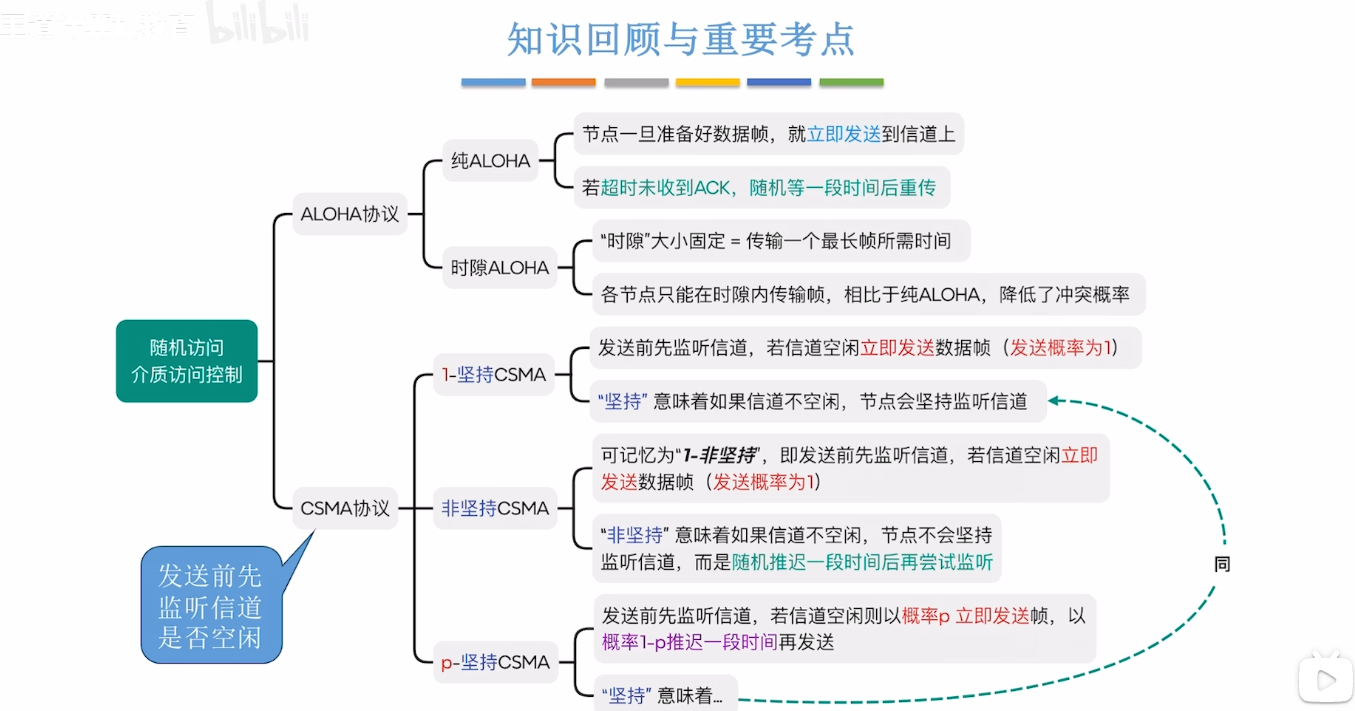 bilibili
知识回顾与重要考点
节点一旦准备好数据帧，就立即发送到信道上
纯ALOHA
若超时未收到ACK，随机等一段时间后重传
ALOHA协议
“时隙”大小固定 = 传输一个最长帧所需时间
时隙ALOHA
各节点只能在时隙内传输帧，相比于纯ALOHA，降低了冲突概率
随机访问
介质访问控制
发送前先监听信道，若信道空闲立即发送数据帧（发送概率为1）
1-坚持CSMA
“坚持” 意味着如果信道不空闲，节点会坚持监听信道
可记忆为“1-非坚持”，即发送前先监听信道，若信道空闲立即
发送数据帧（发送概率为1）
CSMA协议
非坚持CSMA
“非坚持” 意味着如果信道不空闲，节点不会坚持
监听信道，而是随机推迟一段时间后再尝试监听
同
发送前先
监听信道
是否空闲
发送前先监听信道，若信道空闲则以概率p 立即发送帧，以
概率1-p推迟一段时间再发送
p-坚持CSMA
“坚持” 意味着...